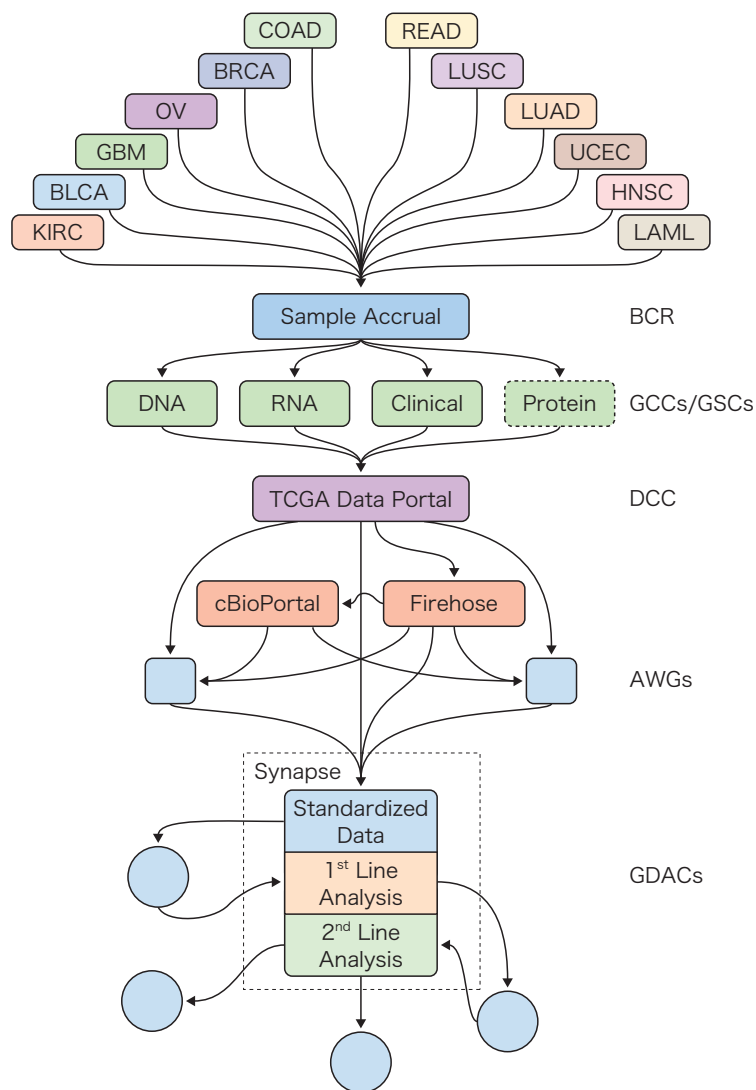 COAD
READ
BRCA
LUSC
OV
LUAD
GBM
UCEC
BLCA
HNSC
KIRC
LAML
Sample Accrual
BCR
DNA
RNA
Clinical
Protein
GCCs/GSCs
TCGA Data Portal
DCC
cBioPortal
Firehose
AWGs
Synapse
Standardized
Data
1st Line
Analysis
GDACs
2nd Line
Analysis